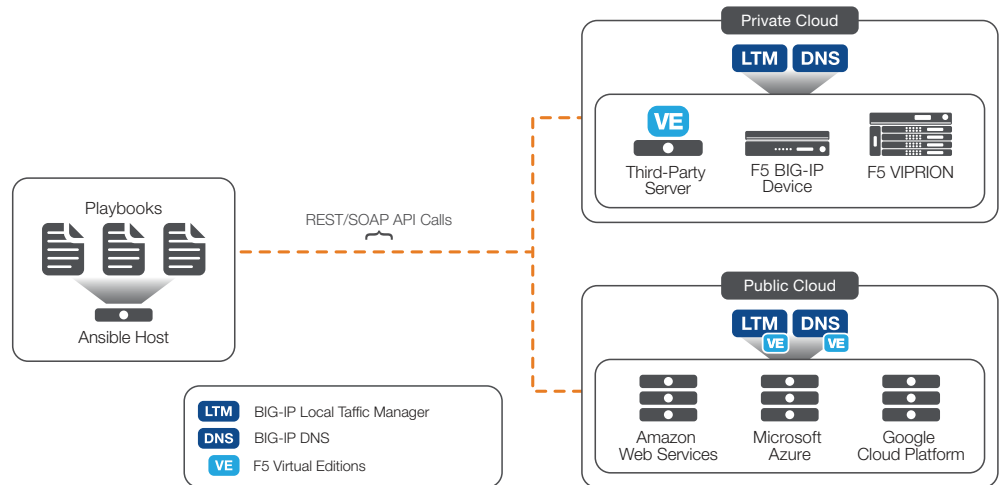 Private Cloud
LTM DNS
VE
Third-Party
Server
F5 BIG-IP
Device
F5 VIPRION
Playbooks
Ansible Host
REST/SOAP API Calls
Public Cloud
LTM DNS
VE VE
Amazon
Web Services
Microsoft
Azure
Google
Cloud Platform
LTM BIG-IP Local Taffic Manager
DNS BIG-IP DNS
VE F5 Virtual Editions